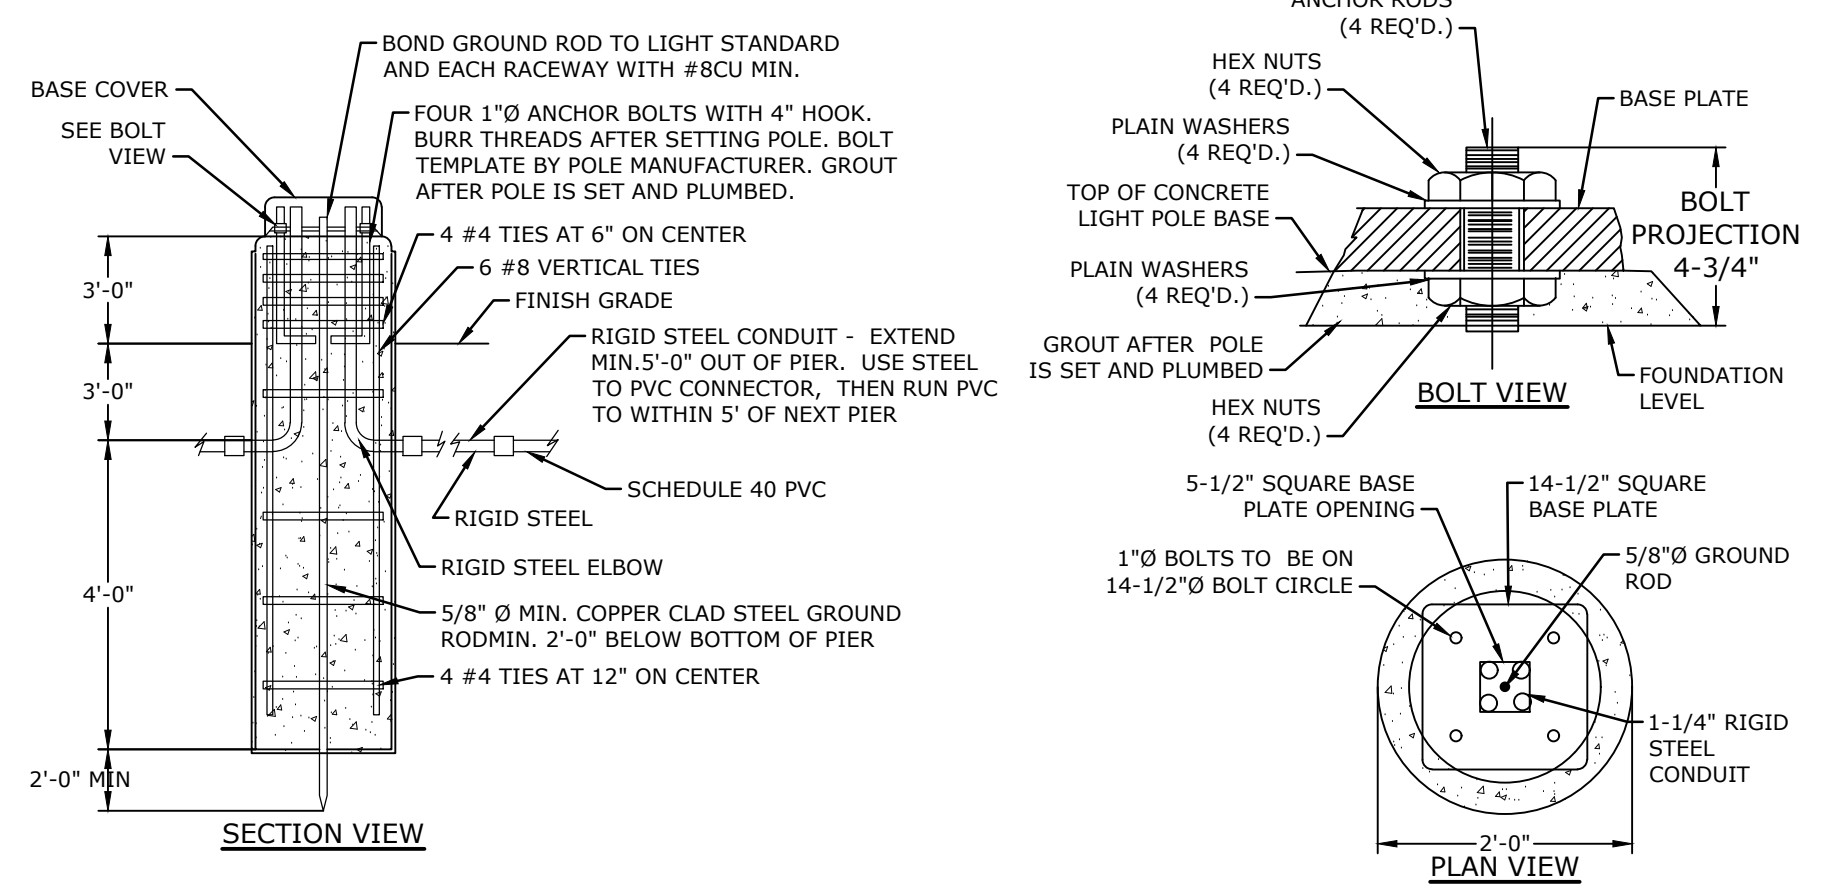 BOND GROUND ROD TO LIGHT STANDARD
AND EACH RACEWAY WITH #8CU MIN.
BASE COVER
SEE BOLT
VIEW
FOUR 1"Ø ANCHOR BOLTS WITH 4" HOOK.
BURR THREADS AFTER SETTING POLE. BOLT
TEMPLATE BY POLE MANUFACTURER. GROUT
AFTER POLE IS SET AND PLUMBED.
4 #4 TIES AT 6" ON CENTER
6 #8 VERTICAL TIES
FINISH GRADE
3'-0"
RIGID STEEL CONDUIT - EXTEND
MIN.5'-0" OUT OF PIER. USE STEEL
TO PVC CONNECTOR, THEN RUN PVC
TO WITHIN 5' OF NEXT PIER
3'-0"
SCHEDULE 40 PVC
RIGID STEEL
RIGID STEEL ELBOW
4'-0"
5/8" Ø MIN. COPPER CLAD STEEL GROUND
RODMIN. 2'-0" BELOW BOTTOM OF PIER
4 #4 TIES AT 12" ON CENTER
2'-0" MIN
SECTION VIEW
ANCHOR RODS
(4 REQ'D.)
HEX NUTS
(4 REQ'D.)
BASE PLATE
PLAIN WASHERS
(4 REQ'D.)
TOP OF CONCRETE
LIGHT POLE BASE
BOLT
PROJECTION
4-3/4"
PLAIN WASHERS
(4 REQ'D.)
GROUT AFTER POLE
IS SET AND PLUMBED
FOUNDATION
LEVEL
HEX NUTS
(4 REQ'D.)
BOLT VIEW
5-1/2" SQUARE BASE
PLATE OPENING
14-1/2" SQUARE
BASE PLATE
1"Ø BOLTS TO BE ON
14-1/2"Ø BOLT CIRCLE
5/8"Ø GROUND
ROD
1-1/4" RIGID
STEEL
CONDUIT
2'-0"
PLAN VIEW